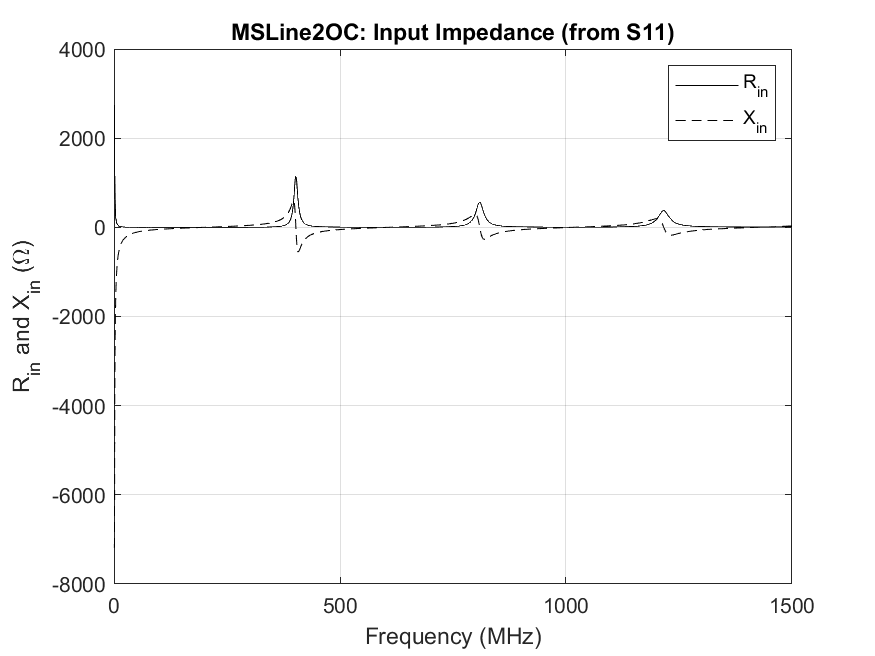 MSLine2OC: Input Impedance (from S11)
4000
2000
0
-2000
-4000
-6000
-8000
R_in and X_in (Ω)
R_in
X_in
0 500 1000 1500
Frequency (MHz)